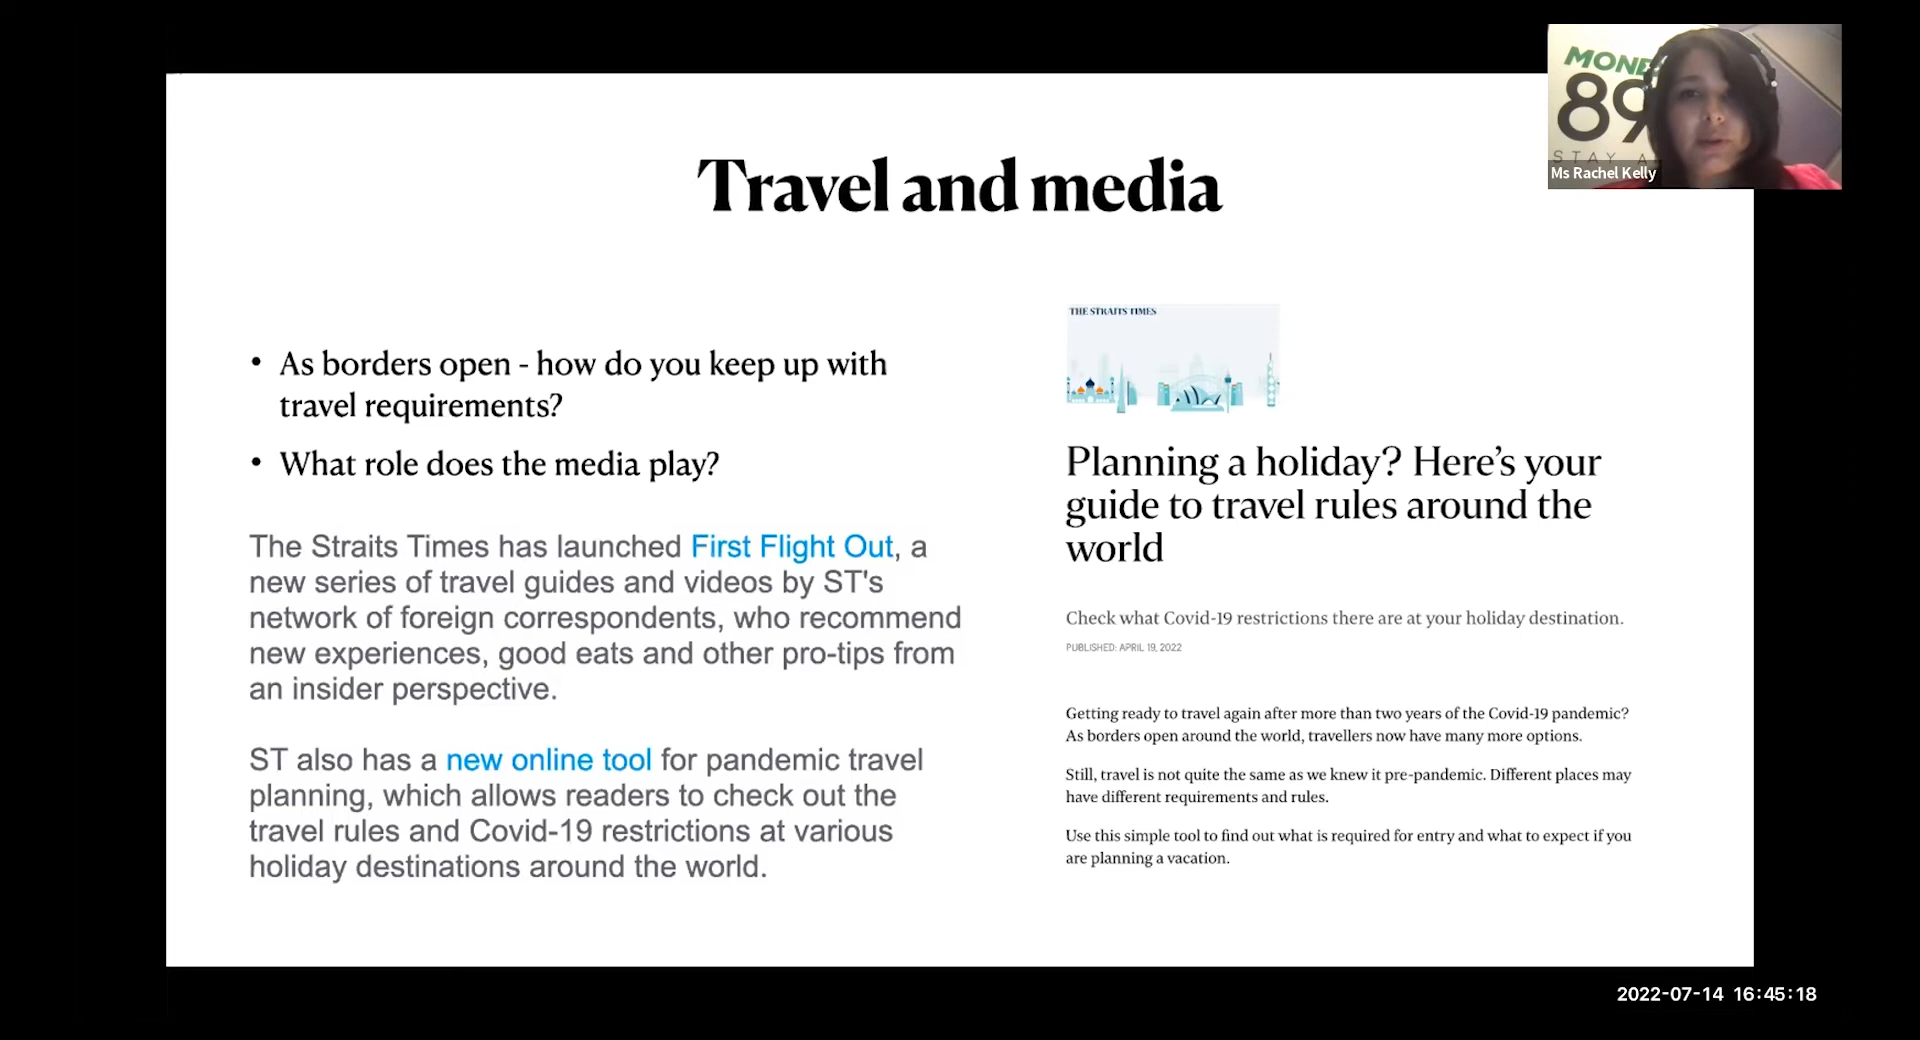 MON
89
STAY A
Ms Rachel Kelly
Travel and media
• As borders open - how do you keep up with
travel requirements?
• What role does the media play?
The Straits Times has launched First Flight Out, a
new series of travel guides and videos by ST's
network of foreign correspondents, who recommend
new experiences, good eats and other pro-tips from
an insider perspective.
ST also has a new online tool for pandemic travel
planning, which allows readers to check out the
travel rules and Covid-19 restrictions at various
holiday destinations around the world.
THE STRAITS TIMES
Planning a holiday? Here’s your
guide to travel rules around the
world
Check what Covid-19 restrictions there are at your holiday destination.
PUBLISHED: APRIL 19, 2022
Getting ready to travel again after more than two years of the Covid-19 pandemic?
As borders open around the world, travellers now have many more options.
Still, travel is not quite the same as we knew it pre-pandemic. Different places may
have different requirements and rules.
Use this simple tool to find out what is required for entry and what to expect if you
are planning a vacation.
2022-07-14 16:45:18